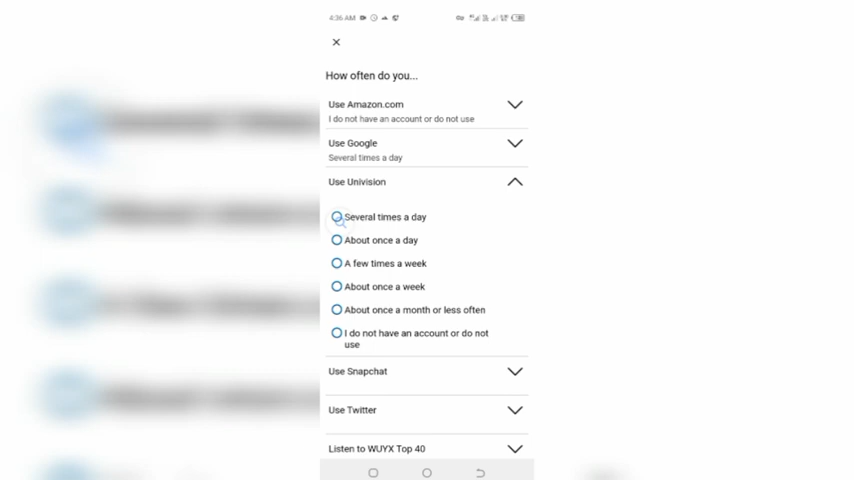 4:36 AM
How often do you...
Use Amazon.com
I do not have an account or do not use
Use Google
Several times a day
Use Univision
Several times a day
About once a day
A few times a week
About once a week
About once a month or less often
I do not have an account or do not
use
Use Snapchat
Use Twitter
Listen to WUYX Top 40